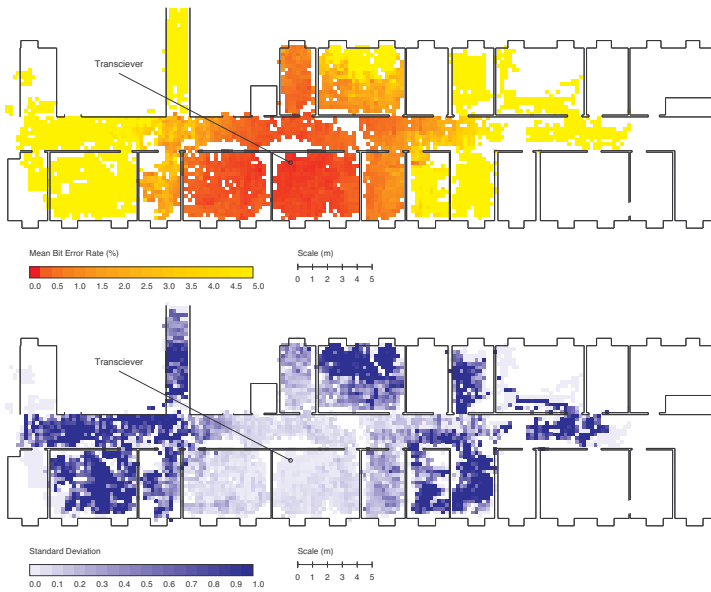 Transciever
Mean Bit Error Rate (%)
0.0 0.5 1.0 1.5 2.0 2.5 3.0 3.5 4.0 4.5 5.0
Scale (m)
0 1 2 3 4 5
Transciever
Standard Deviation
0.0 0.1 0.2 0.3 0.4 0.5 0.6 0.7 0.8 0.9 1.0
Scale (m)
0 1 2 3 4 5